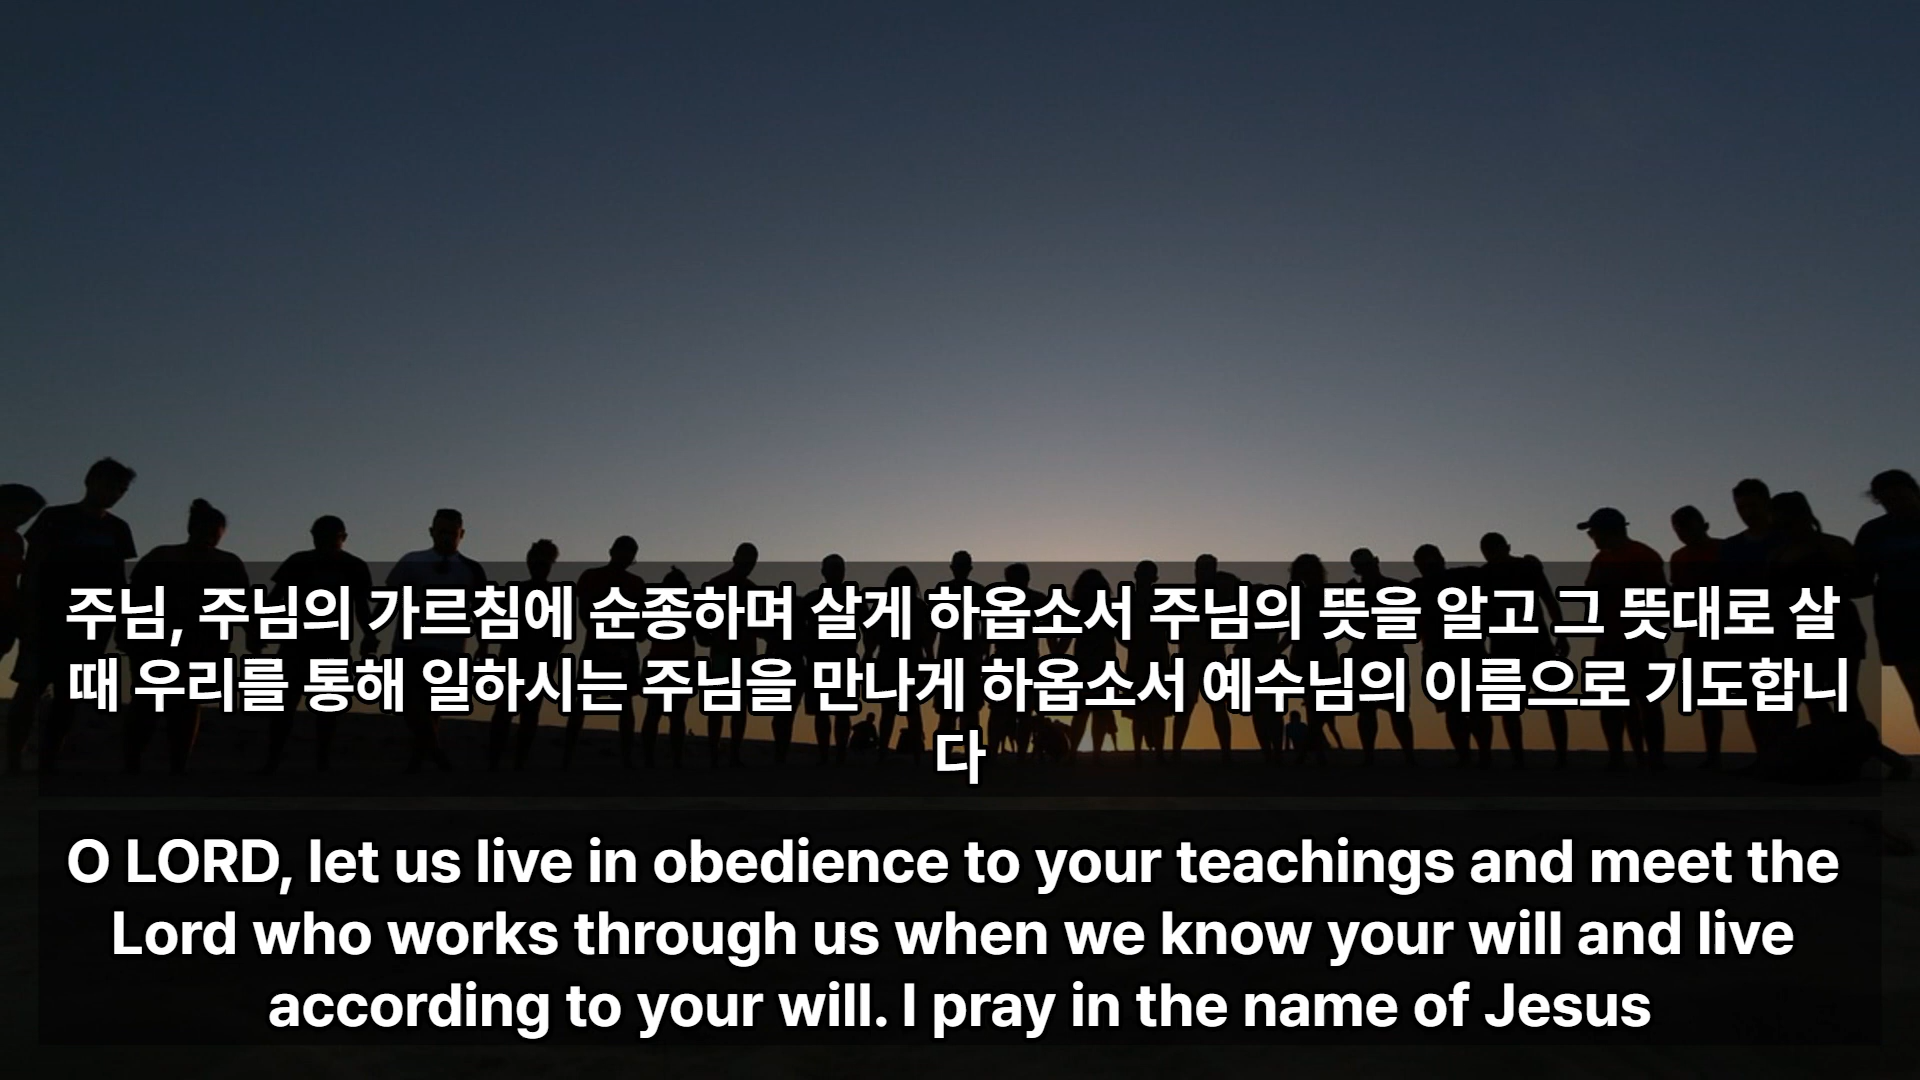 주님, 주님의 가르침에 순종하며 살게 하옵소서 주님의 뜻을 알고 그 뜻대로 살
때 우리를 통해 일하시는 주님을 만나게 하옵소서 예수님의 이름으로 기도합니
다
O LORD, let us live in obedience to your teachings and meet the
Lord who works through us when we know your will and live
according to your will. I pray in the name of Jesus